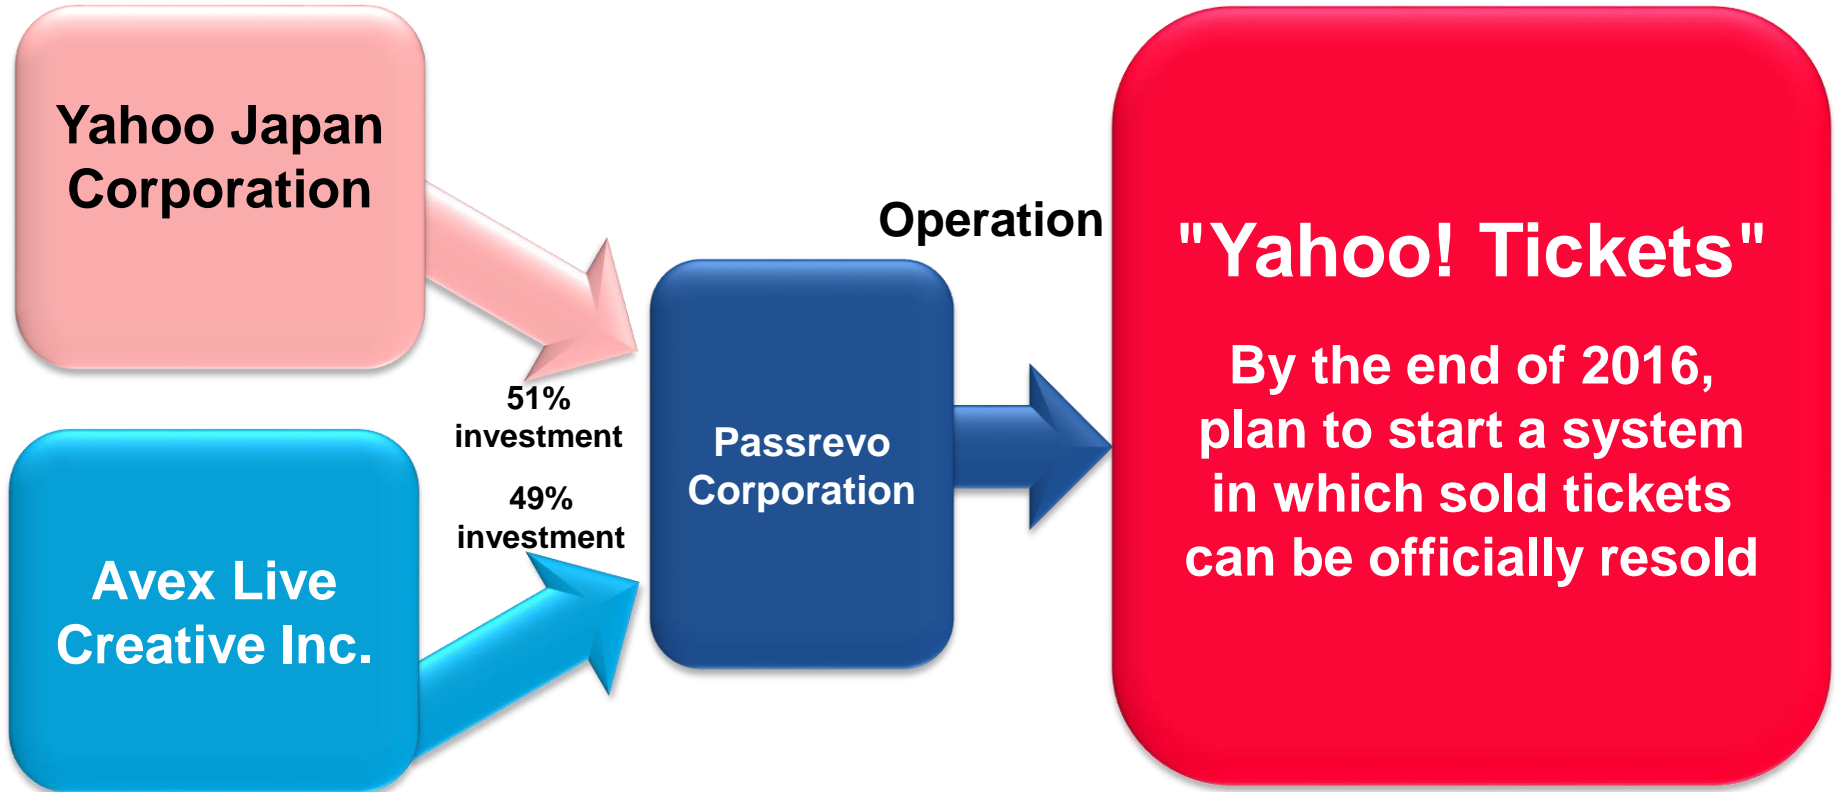 Yahoo Japan
Corporation
51%
investment
49%
investment
Avex Live
Creative Inc.
Passrevo
Corporation
Operation
"Yahoo! Tickets"
By the end of 2016,
plan to start a system
in which sold tickets
can be officially resold